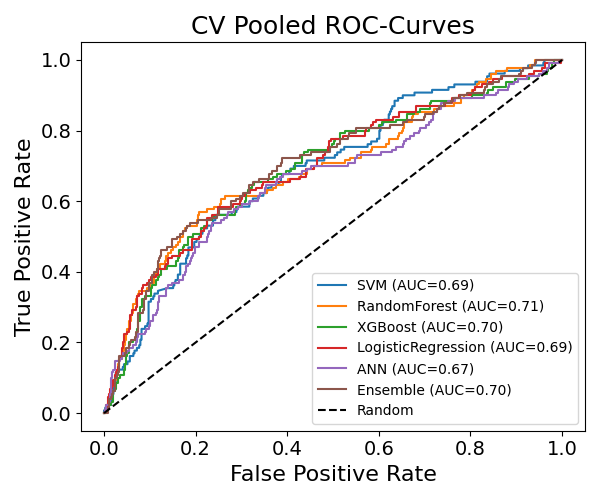 CV Pooled ROC-Curves
True Positive Rate
1.0
0.8
0.6
0.4
0.2
0.0
SVM (AUC=0.69)
RandomForest (AUC=0.71)
XGBoost (AUC=0.70)
LogisticRegression (AUC=0.69)
ANN (AUC=0.67)
Ensemble (AUC=0.70)
Random
0.0 0.2 0.4 0.6 0.8 1.0
False Positive Rate